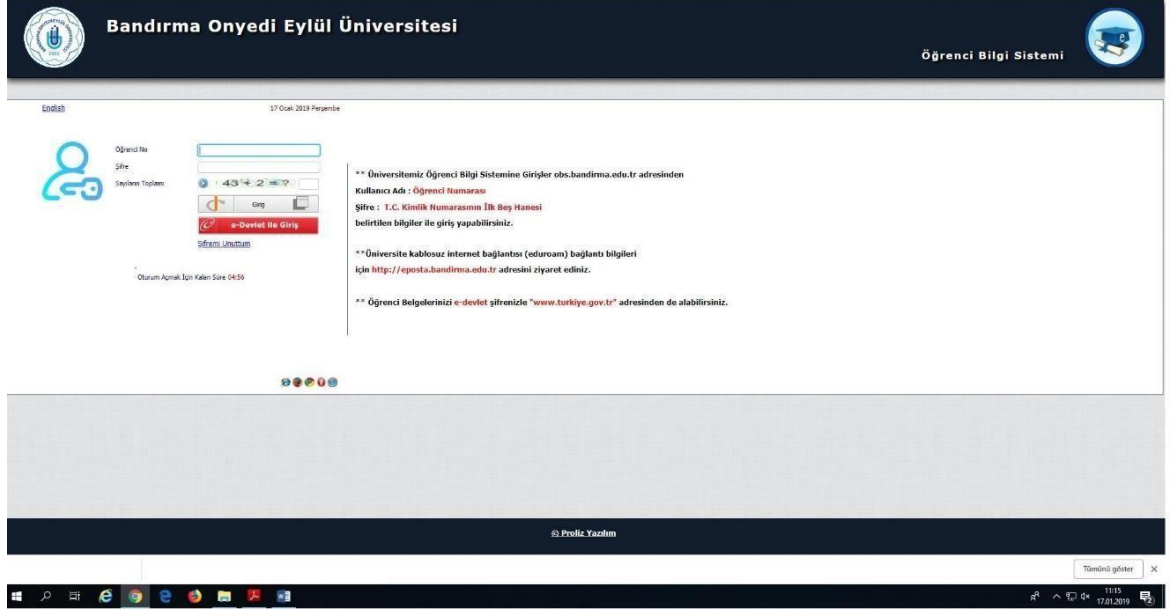 Bandırma Onyedi Eylül Üniversitesi
Öğrenci Bilgi Sistemi
English
17 Ocak 2019 Perşembe
Öğrenci No
Şifre
Sayıların Toplamı
43 + 2 = ?
Giriş
e-Devlet ile Giriş
Şifremi Unuttum
Oturum Açmak İçin Kalan Süre 04:56
** Üniversitemiz Öğrenci Bilgi Sistemine Girişler obs.bandirma.edu.tr adresinden
Kullanıcı Adı : Öğrenci Numarası
Şifre : T.C. Kimlik Numarasının İlk Beş Hanesi
belirtilen bilgiler ile giriş yapabilirsiniz.
**Üniversite kablosuz internet bağlantısı (eduroam) bağlantı bilgileri
için http://eposta.bandirma.edu.tr adresini ziyaret ediniz.
** Öğrenci Belgelerinizi e-devlet şifrenizle "www.turkiye.gov.tr" adresinden de alabilirsiniz.
© Proliz Yazılım
Tümünü göster
11:15
17.01.2019